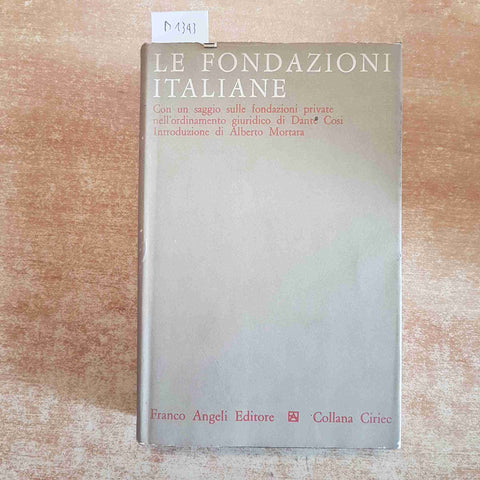 D1343
LE FONDAZIONI
ITALIANE
Con un saggio sulle fondazioni private
nell'ordinamento giuridico di Dante Cosi
Introduzione di Alberto Mortara
Franco Angeli Editore A Collana Ciriec